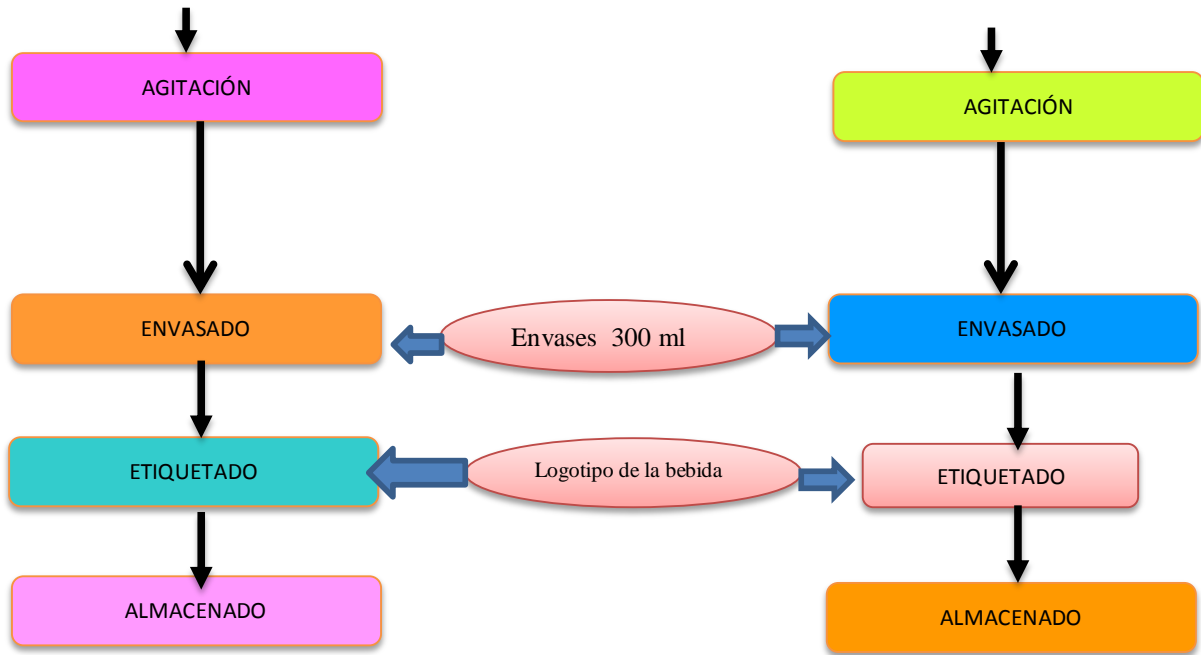 AGITACIÓN
AGITACIÓN
ENVASADO
Envases 300 ml
ENVASADO
ETIQUETADO
Logotipo de la bebida
ETIQUETADO
ALMACENADO
ALMACENADO